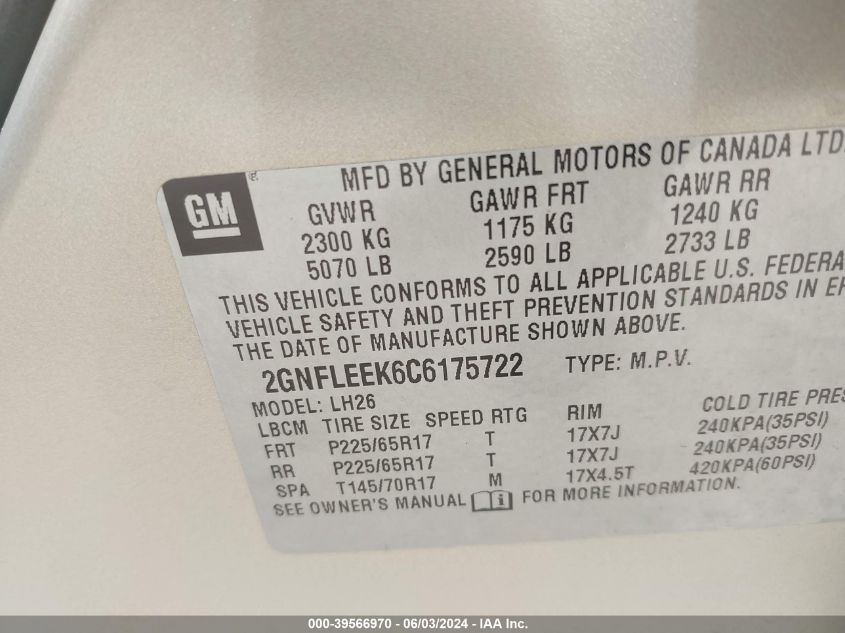 MFD BY GENERAL MOTORS OF CANADA LTD.
GM ®
GVWR GAWR FRT GAWR RR
2300 KG 1175 KG 1240 KG
5070 LB 2590 LB 2733 LB
THIS VEHICLE CONFORMS TO ALL APPLICABLE U.S. FEDERA
VEHICLE SAFETY AND THEFT PREVENTION STANDARDS IN EF
THE DATE OF MANUFACTURE SHOWN ABOVE.
2GNFLEEK6C6175722 TYPE: M.P.V.
MODEL: LH26
LBCM TIRE SIZE SPEED RTG RIM COLD TIRE PRES
FRT P225/65R17 T 17X7J 240KPA(35PSI)
RR P225/65R17 T 17X7J 240KPA(35PSI)
SPA T145/70R17 M 17X4.5T 420KPA(60PSI)
SEE OWNER'S MANUAL i FOR MORE INFORMATION.
000-39566970 - 06/03/2024 - IAA Inc.